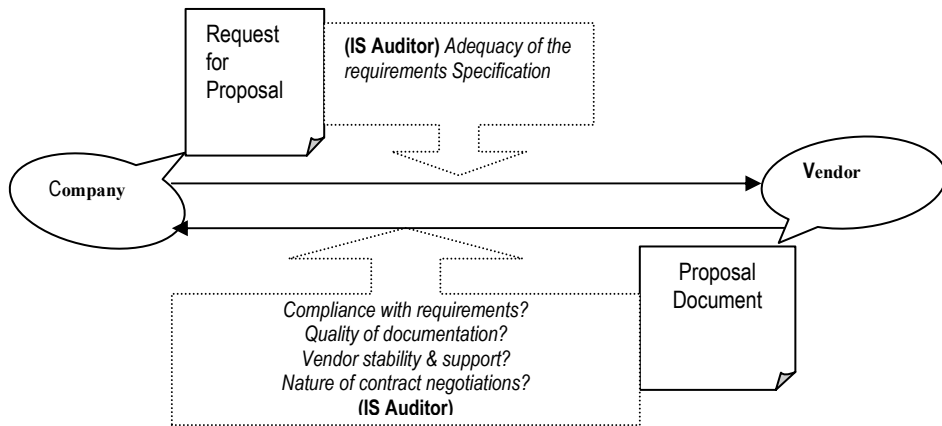 Request
for
Proposal
(IS Auditor) Adequacy of the
requirements Specification
Company
Vendor
Proposal
Document
Compliance with requirements?
Quality of documentation?
Vendor stability & support?
Nature of contract negotiations?
(IS Auditor)